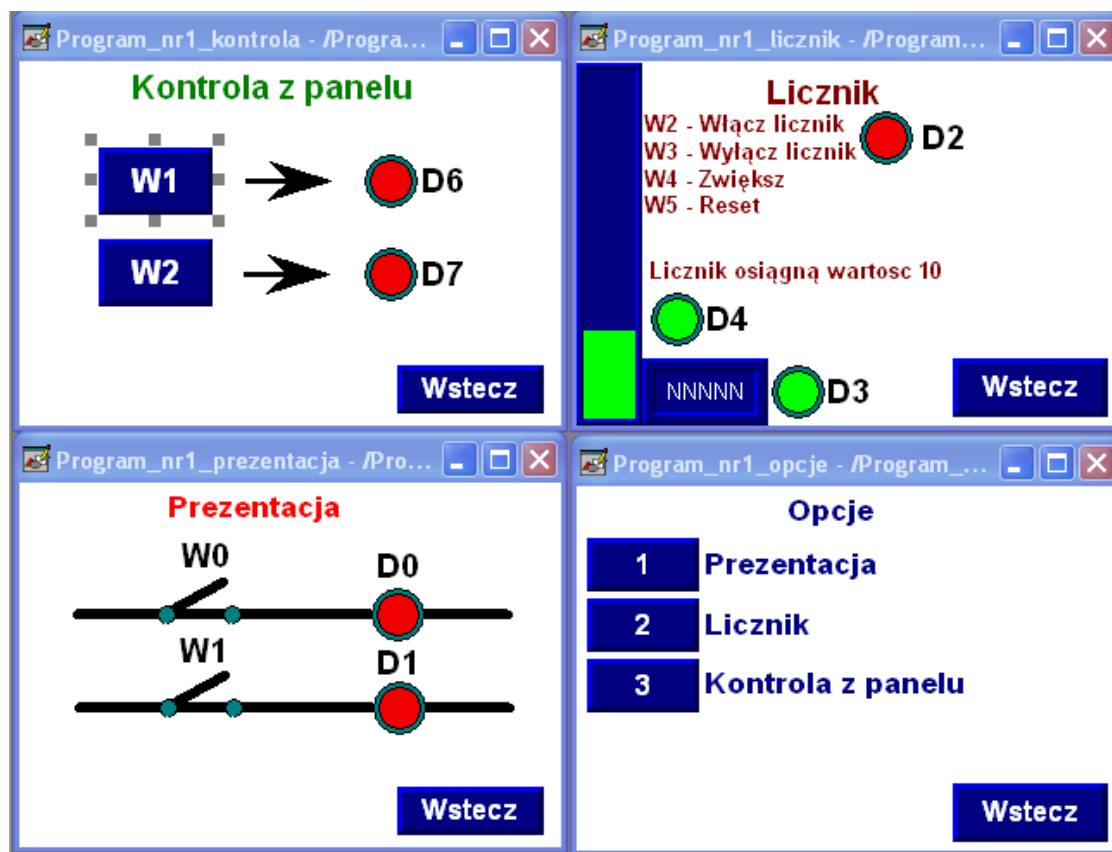 Program_nr1_kontrola - /Progra...
Kontrola z panelu
W1
D6
W2
D7
Wstecz
Program_nr1_licznik - /Program...
Licznik
W2 - Włącz licznik
D2
W3 - Wyłącz licznik
W4 - Zwiększ
W5 - Reset
Licznik osiągną wartosc 10
D4
NNNNN
D3
Wstecz
Program_nr1_prezentacja - /Pro...
Prezentacja
W0
D0
W1
D1
Wstecz
Program_nr1_opcje - /Program_...
Opcje
1 Prezentacja
2 Licznik
3 Kontrola z panelu
Wstecz